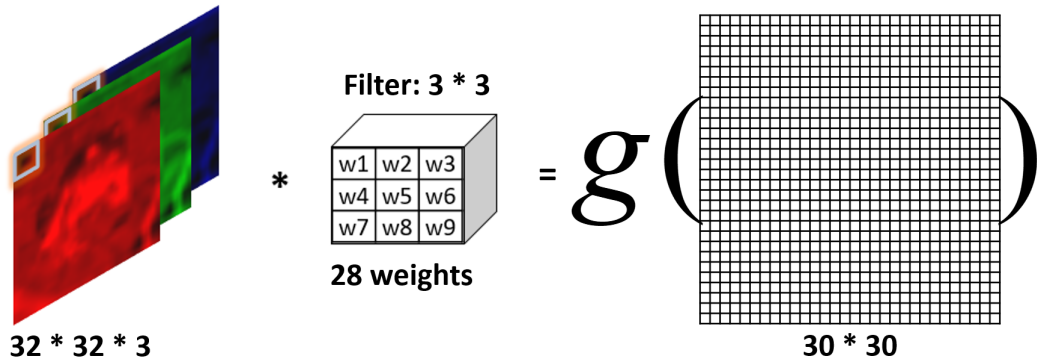 Filter: 3 * 3
w1 w2 w3
w4 w5 w6
w7 w8 w9
28 weights
*
=
g( )
32 * 32 * 3
30 * 30